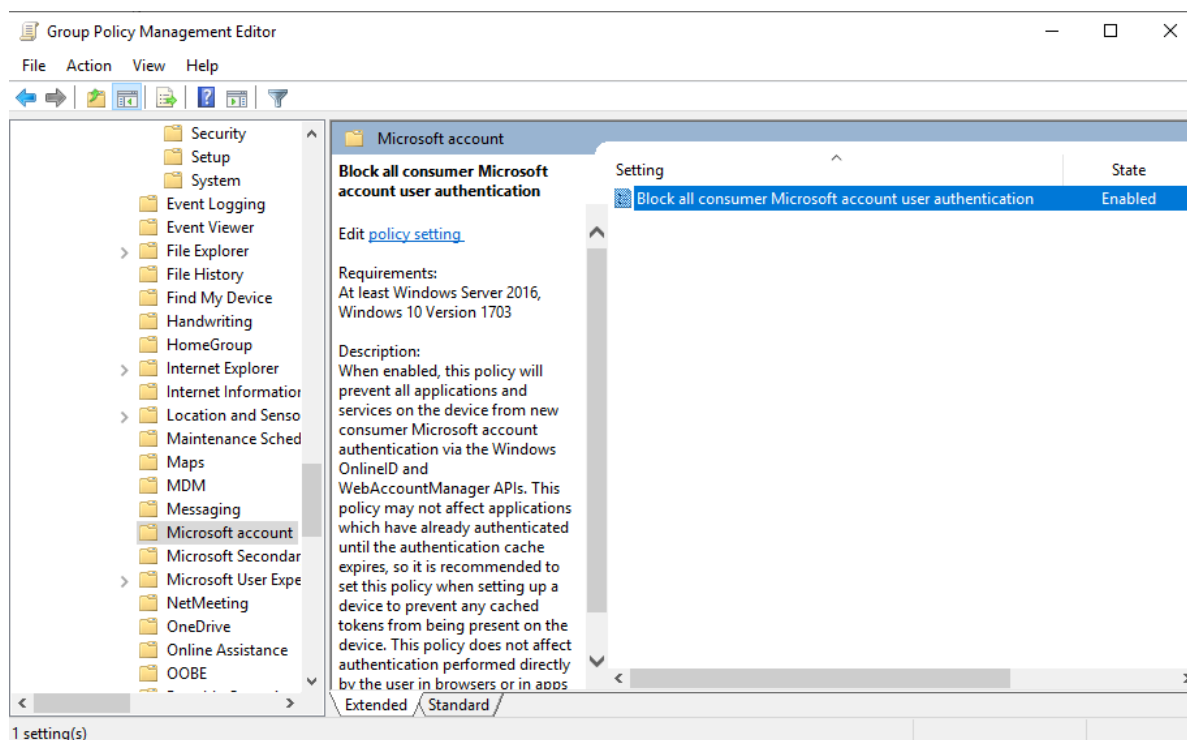 Group Policy Management Editor
File Action View Help
Security
Setup
System
Event Logging
Event Viewer
File Explorer
File History
Find My Device
Handwriting
HomeGroup
Internet Explorer
Internet Information
Location and Senso
Maintenance Sched
Maps
MDM
Messaging
Microsoft account
Microsoft Secondar
Microsoft User Expe
NetMeeting
OneDrive
Online Assistance
OOBE
Microsoft account
Block all consumer Microsoft
account user authentication
Edit policy setting
Requirements:
At least Windows Server 2016,
Windows 10 Version 1703
Description:
When enabled, this policy will
prevent all applications and
services on the device from new
consumer Microsoft account
authentication via the Windows
OnlineID and
WebAccountManager APIs. This
policy may not affect applications
which have already authenticated
until the authentication cache
expires, so it is recommended to
set this policy when setting up a
device to prevent any cached
tokens from being present on the
device. This policy does not affect
authentication performed directly
by the user in browsers or in apps
Setting State
Block all consumer Microsoft account user authentication Enabled
Extended Standard
1 setting(s)